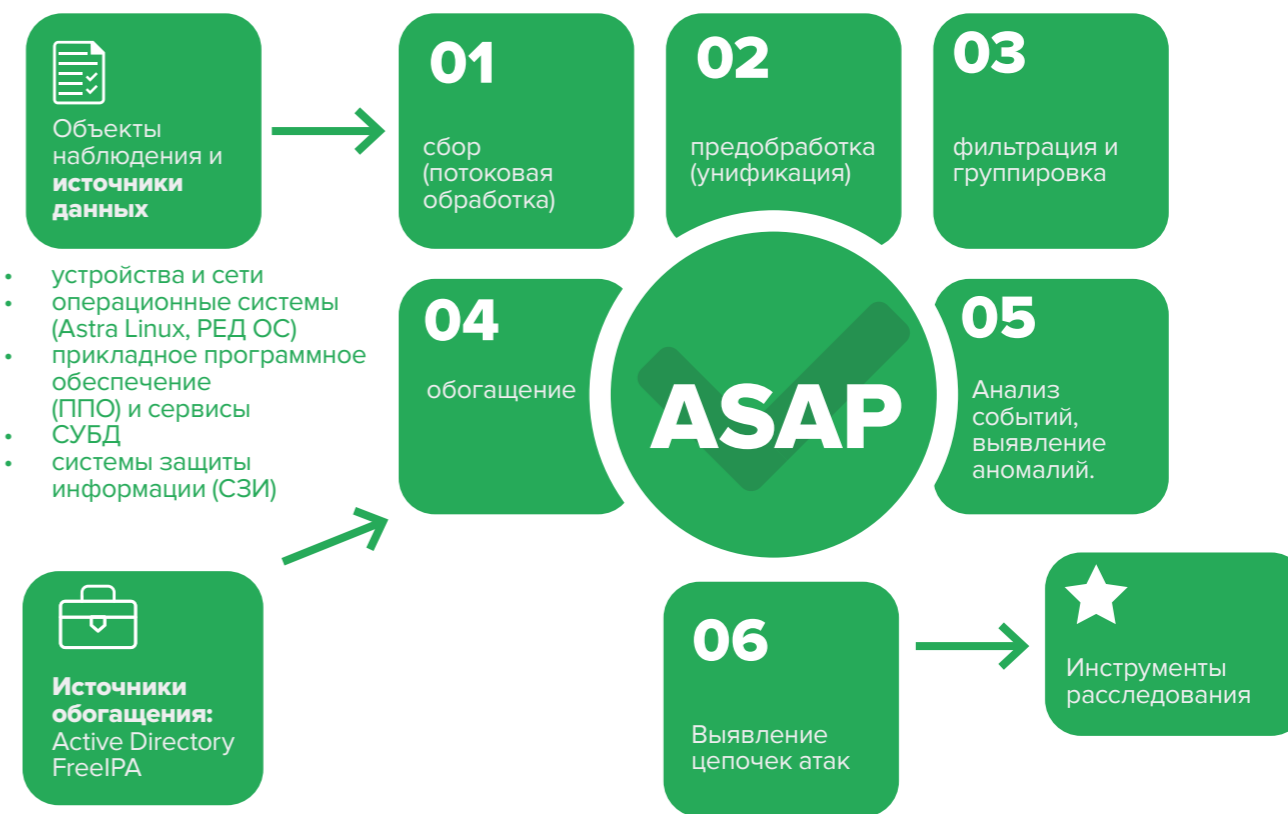 Объекты
наблюдения и
источники
данных
• устройства и сети
• операционные системы
(Astra Linux, РЕД ОС)
• прикладное программное
обеспечение
(ППО) и сервисы
• СУБД
• системы защиты
информации (СЗИ)
Источники
обогащения:
Active Directory
FreeIPA
01
сбор
(потоковая
обработка)
02
предобработка
(унификация)
03
фильтрация и
группировка
04
обогащение
ASAP
05
Анализ
событий,
выявление
аномалий.
06
Выявление
цепочек атак
Инструменты
расследования